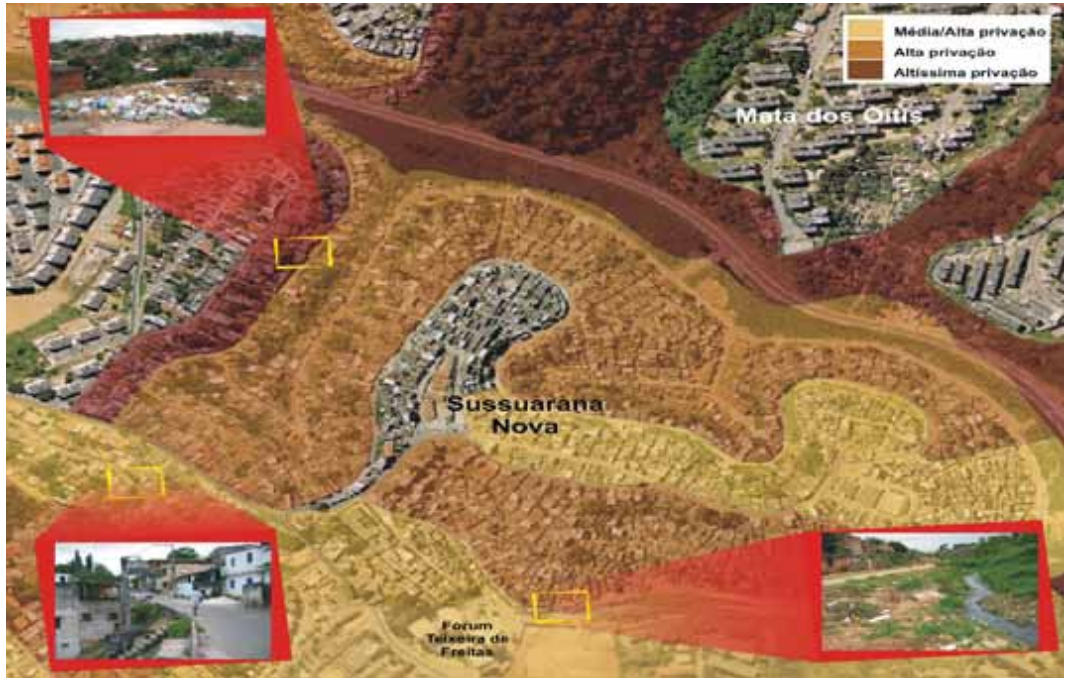 Média/Alta privação
Alta privação
Altíssima privação
Mata dos Oitis
Sussuarana
Nova
Forum
Teixeira de
Freitas